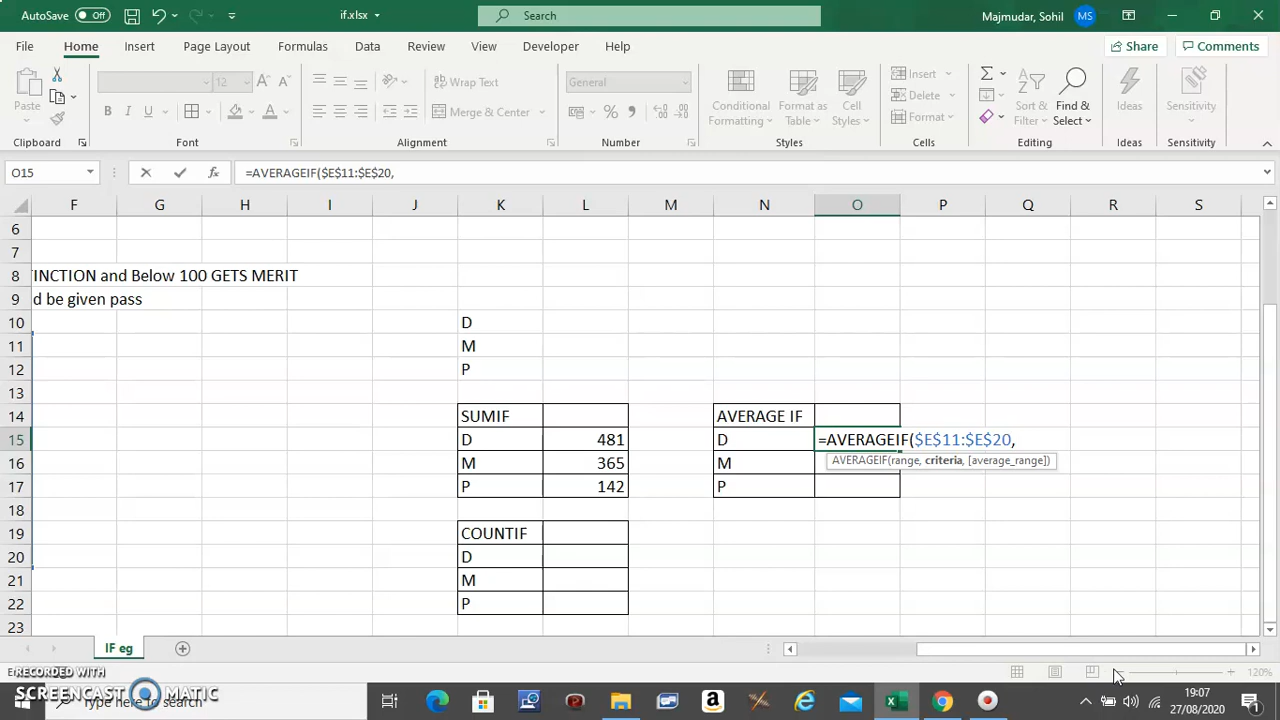 AutoSave Off if.xlsx Search Majmudar, Sohil MS
File Home Insert Page Layout Formulas Data Review View Developer Help Share Comments
Paste 12 Wrap Text General Conditional Formatting Format as Table Cell Styles Insert Sort & Filter Find & Select Ideas Sensitivity
B I U Merge & Center % Delete
Format
Clipboard Font Alignment Number Styles Cells Editing Ideas Sensitivity
O15 fx =AVERAGEIF($E$11:$E$20,
F G H I J K L M N O P Q R S
6
7
8 TINCTION and Below 100 GETS MERIT
9 d be given pass
10 D
11 M
12 P
13
14 SUMIF AVERAGE IF
15 D 481 D =AVERAGEIF($E$11:$E$20,
16 M 365 M AVERAGEIF(range, criteria, [average_range])
17 P 142 P
18
19 COUNTIF
20 D
21 M
22 P
23
IF eg
RECORDED WITH
120%
SCREENCAST MATIC
Type here to search
19:07
27/08/2020